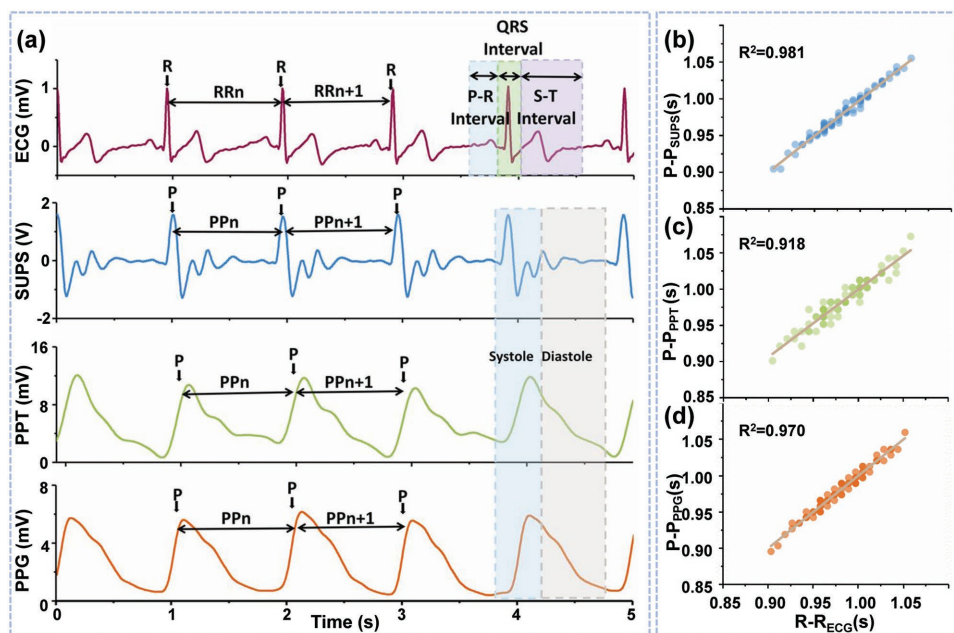 (a)
ECG (mV)
1
0
R
R
R
RRn
RRn+1
QRS
Interval
P-R
Interval
S-T
Interval
SUPS (V)
2
0
-2
P
P
P
PPn
PPn+1
PPT (mV)
16
8
0
P
P
P
PPn
PPn+1
Systole
Diastole
PPG (mV)
8
4
0
P
P
P
PPn
PPn+1
0
1
2
3
4
5
Time (s)
(b)
R²=0.981
P-PSUPS(s)
1.05
1.00
0.95
0.90
0.85
(c)
R²=0.918
P-PPPT (s)
1.05
1.00
0.95
0.90
0.85
(d)
R²=0.970
P-PPPG(s)
1.05
1.00
0.95
0.90
0.85
0.85 0.90 0.95 1.00 1.05
R-RECG(s)